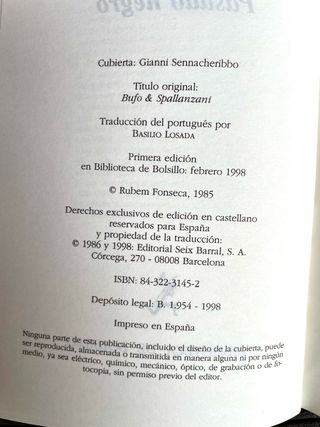 Pasado negro
Cubierta: Gianni Sennacheribbo
Título original:
Bufo & Spallanzani
Traducción del portugués por
BASILIO LOSADA
Primera edición
en Biblioteca de Bolsillo: febrero 1998
© Rubem Fonseca, 1985
Derechos exclusivos de edición en castellano
reservados para España
y propiedad de la traducción:
© 1986 y 1998: Editorial Seix Barral, S. A.
Córcega, 270 - 08008 Barcelona
ISBN: 84-322-3145-2
Depósito legal: B. 1.954 - 1998
Impreso en España
Ninguna parte de esta publicación, incluido el diseño de la cubierta, puede
ser reproducida, almacenada o transmitida en manera alguna ni por ningún
medio, ya sea eléctrico, químico, mecánico, óptico, de grabación o de fo-
tocopia, sin permiso previo del editor.